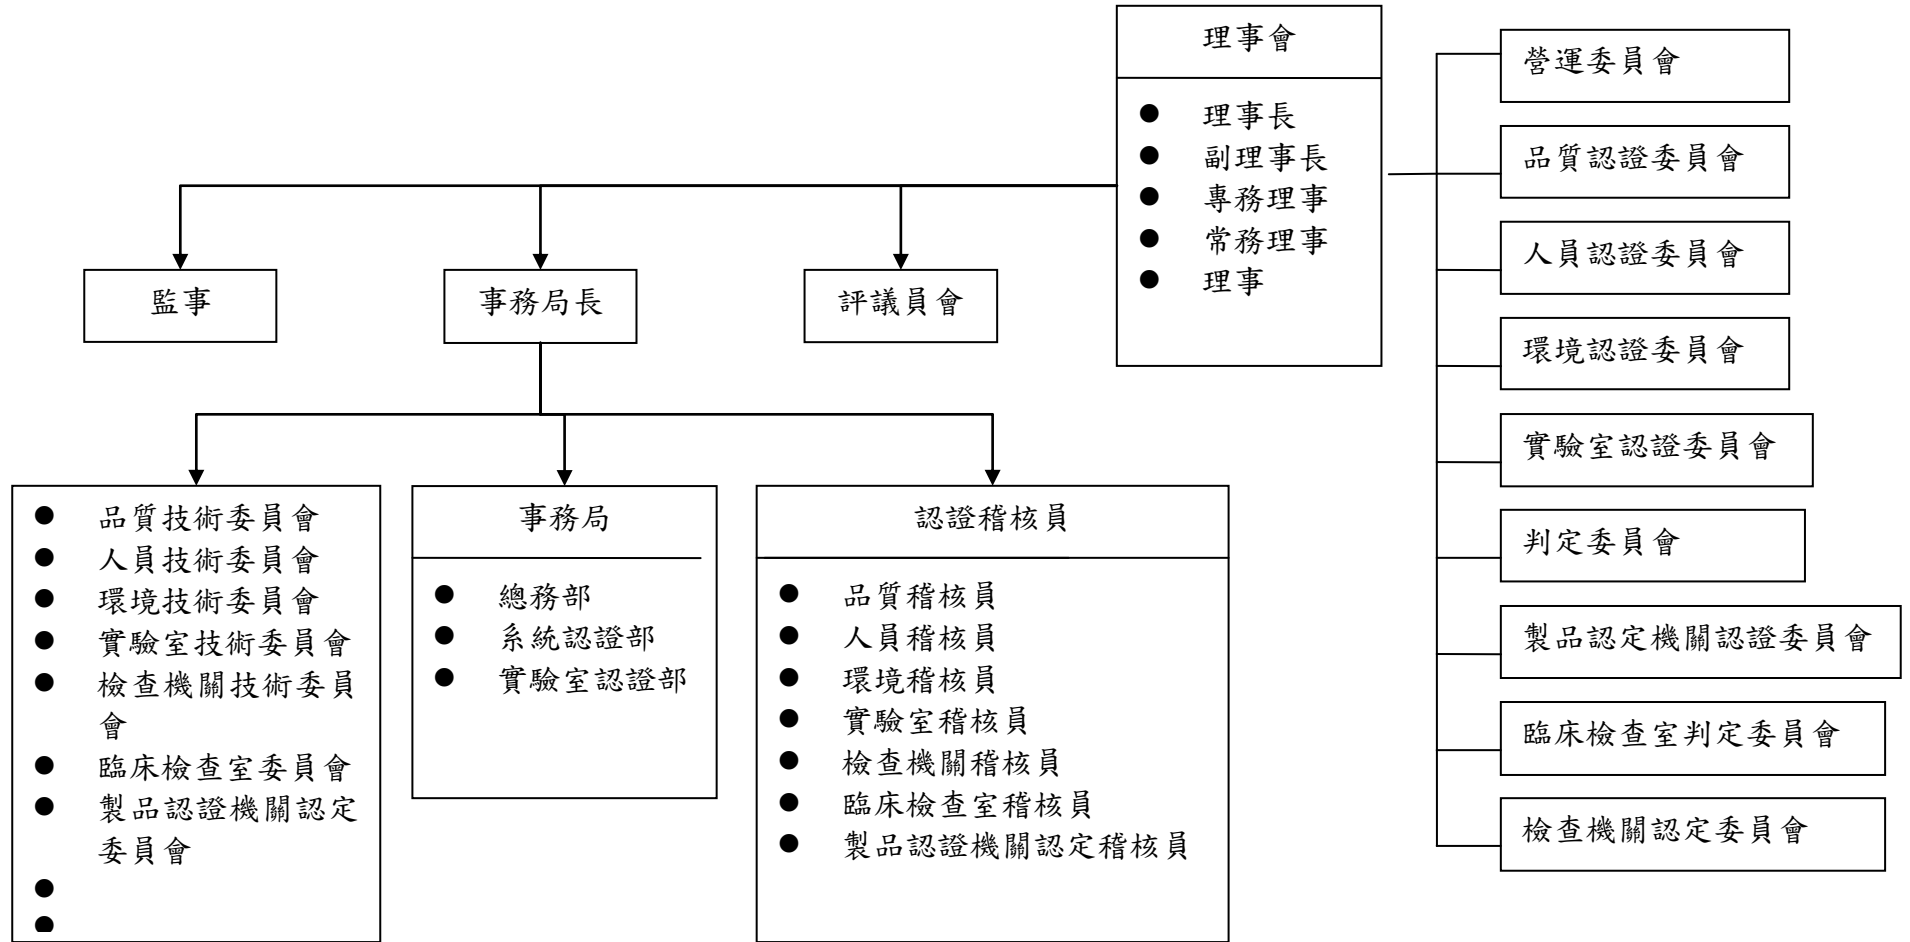 理事會
● 理事長
● 副理事長
● 專務理事
● 常務理事
● 理事
營運委員會
品質認證委員會
人員認證委員會
環境認證委員會
實驗室認證委員會
判定委員會
製品認定機關認證委員會
臨床檢查室判定委員會
檢查機關認定委員會
監事
事務局長
評議員會
● 品質技術委員會
● 人員技術委員會
● 環境技術委員會
● 實驗室技術委員會
● 檢查機關技術委員
會
● 臨床檢查室委員會
● 製品認證機關認定
委員會
●
●
事務局
● 總務部
● 系統認證部
● 實驗室認證部
認證稽核員
● 品質稽核員
● 人員稽核員
● 環境稽核員
● 實驗室稽核員
● 檢查機關稽核員
● 臨床檢查室稽核員
● 製品認證機關認定稽核員